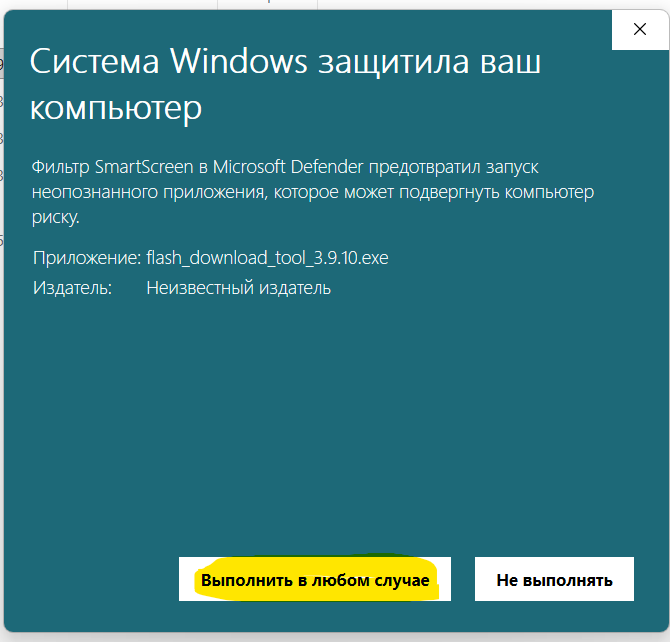 Система Windows защитила ваш
компьютер
Фильтр SmartScreen в Microsoft Defender предотвратил запуск
неопознанного приложения, которое может подвергнуть компьютер
риску.
Приложение: flash_download_tool_3.9.10.exe
Издатель: Неизвестный издатель
Выполнить в любом случае Не выполнять